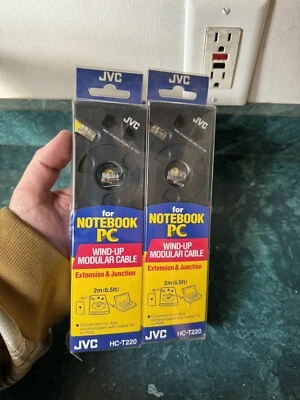 JVC
JVC
for
NOTEBOOK
PC
WIND-UP
MODULAR CABLE
Extension & Junction
2m(6.5ft)
JVC HC-T220
JVC
JVC
for
NOTEBOOK
PC
WIND-UP
MODULAR CABLE
Extension & Junction
2m(6.5ft)
JVC HC-T220